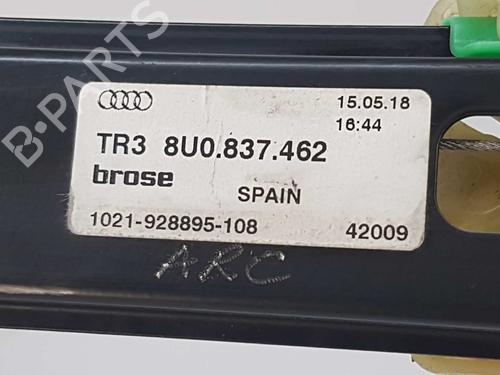 B-PARTS
15.05.18
16:44
TR3 8U0.837.462
brose
SPAIN
1021-928895-108 42009
ARC